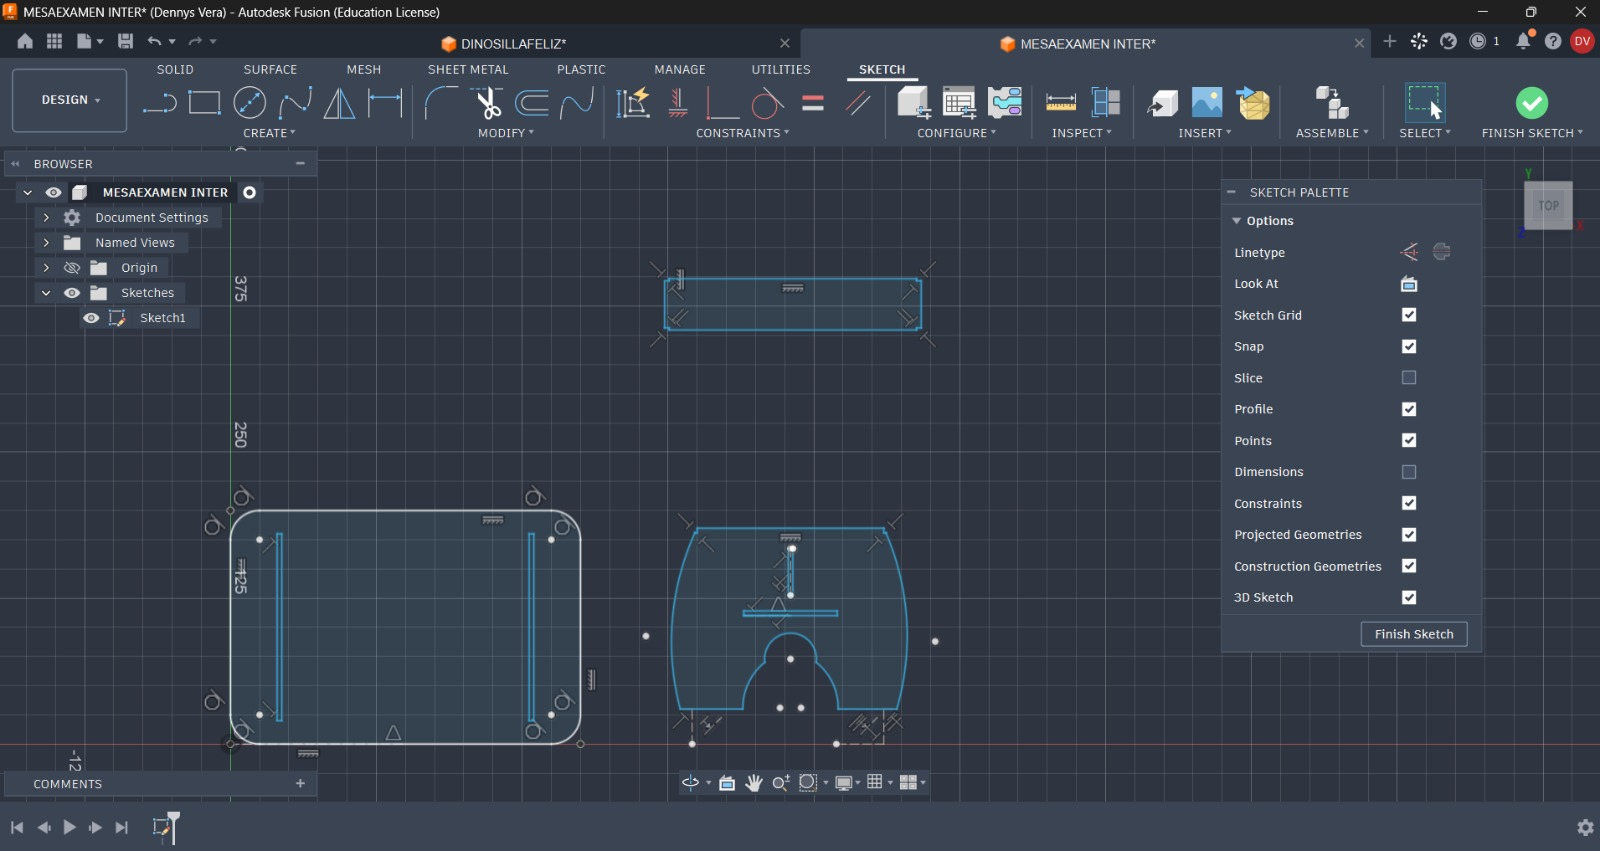 MESAEXAMEN INTER* (Dennys Vera) - Autodesk Fusion (Education License)
DINOSILLAFELIZ*
MESAEXAMEN INTER*
1
DV
DESIGN
SOLID
SURFACE
MESH
SHEET METAL
PLASTIC
MANAGE
UTILITIES
SKETCH
CREATE
MODIFY
CONSTRAINTS
CONFIGURE
INSPECT
INSERT
ASSEMBLE
SELECT
FINISH SKETCH
BROWSER
MESAEXAMEN INTER
Document Settings
Named Views
Origin
Sketches
Sketch1
375
250
125
-12
SKETCH PALETTE
Options
Linetype
Look At
Sketch Grid
Snap
Slice
Profile
Points
Dimensions
Constraints
Projected Geometries
Construction Geometries
3D Sketch
Finish Sketch
Y
TOP
X
Z
COMMENTS